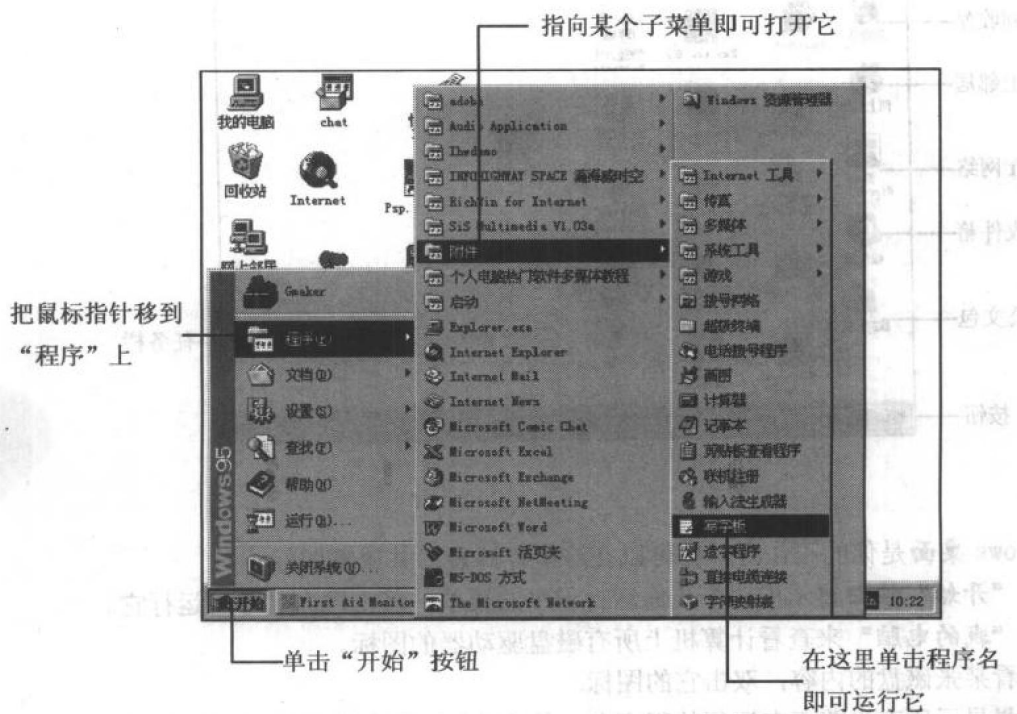 指向某个子菜单即可打开它
我的电脑
chat
回收站
Internet
Psp.
网上邻居
adobe
Audio Application
INFOHIGHWAY SPACE 瀛海威时空
RichWin for Internet
SiS Multimedia V1.03a
附件
个人电脑热门软件多媒体教程
启动
Explorer.exe
Internet Explorer
Internet Mail
Internet News
Microsoft Comic Chat
Microsoft Excel
Microsoft Exchange
Microsoft NetMeeting
Microsoft Word
Microsoft 活页夹
MS-DOS 方式
The Microsoft Network
Windows 资源管理器
Internet 工具
传真
多媒体
系统工具
游戏
拨号网络
超级终端
电话拨号程序
画图
计算器
记事本
剪贴板查看程序
联机注册
输入法生成器
写字板
造字程序
直接电缆连接
字符映射表
把鼠标指针移到
“程序”上
Gmaker
程序(P)
文档(D)
设置(S)
查找(F)
帮助(H)
运行(R)...
关闭系统(U)...
Windows 95
开始
First Aid Monitor
10:22
单击“开始”按钮
在这里单击程序名
即可运行它